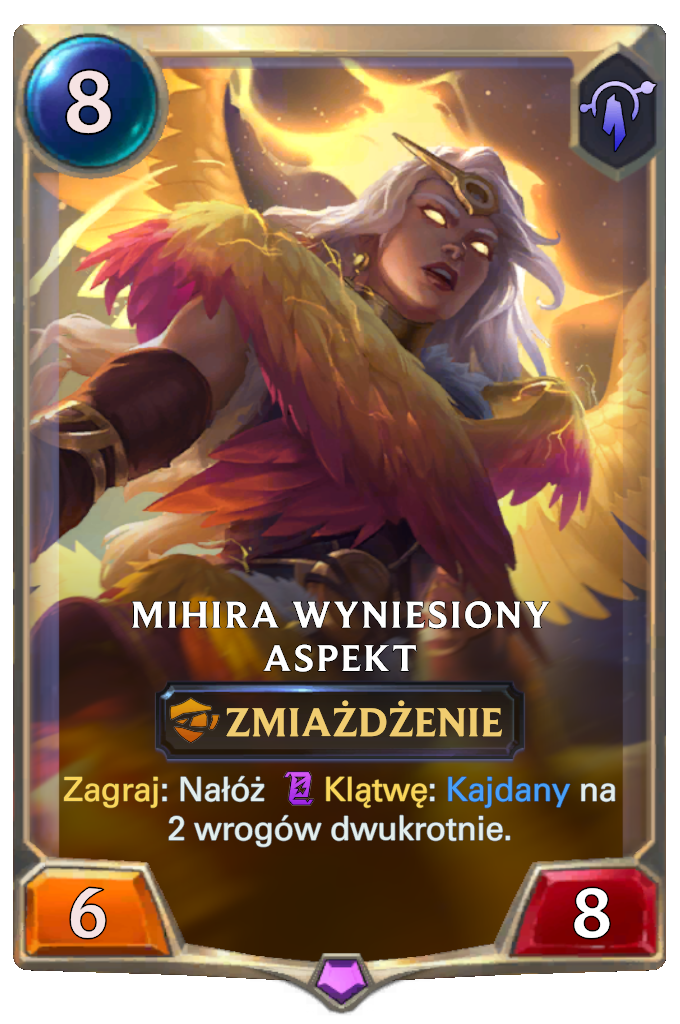 8
MIHIRA WYNIESIONY
ASPEKT
ZMIAŻDŻENIE
Zagraj: Nałóż Klątwę: Kajdany na
2 wrogów dwukrotnie.
6
8